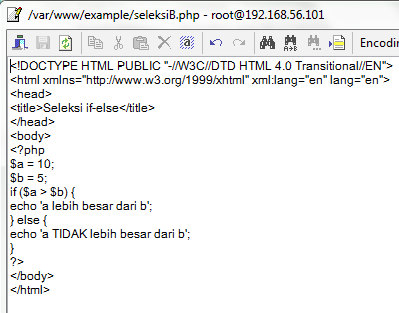 /var/www/example/seleksiB.php - root@192.168.56.101
Encodin
<!DOCTYPE HTML PUBLIC "-//W3C//DTD HTML 4.0 Transitional//EN">
<html xmlns="http://www.w3.org/1999/xhtml" xml:lang="en" lang="en">
<head>
<title>Seleksi if-else</title>
</head>
<body>
<?php
$a = 10;
$b = 5;
if ($a > $b) {
echo 'a lebih besar dari b';
} else {
echo 'a TIDAK lebih besar dari b';
}
?>
</body>
</html>